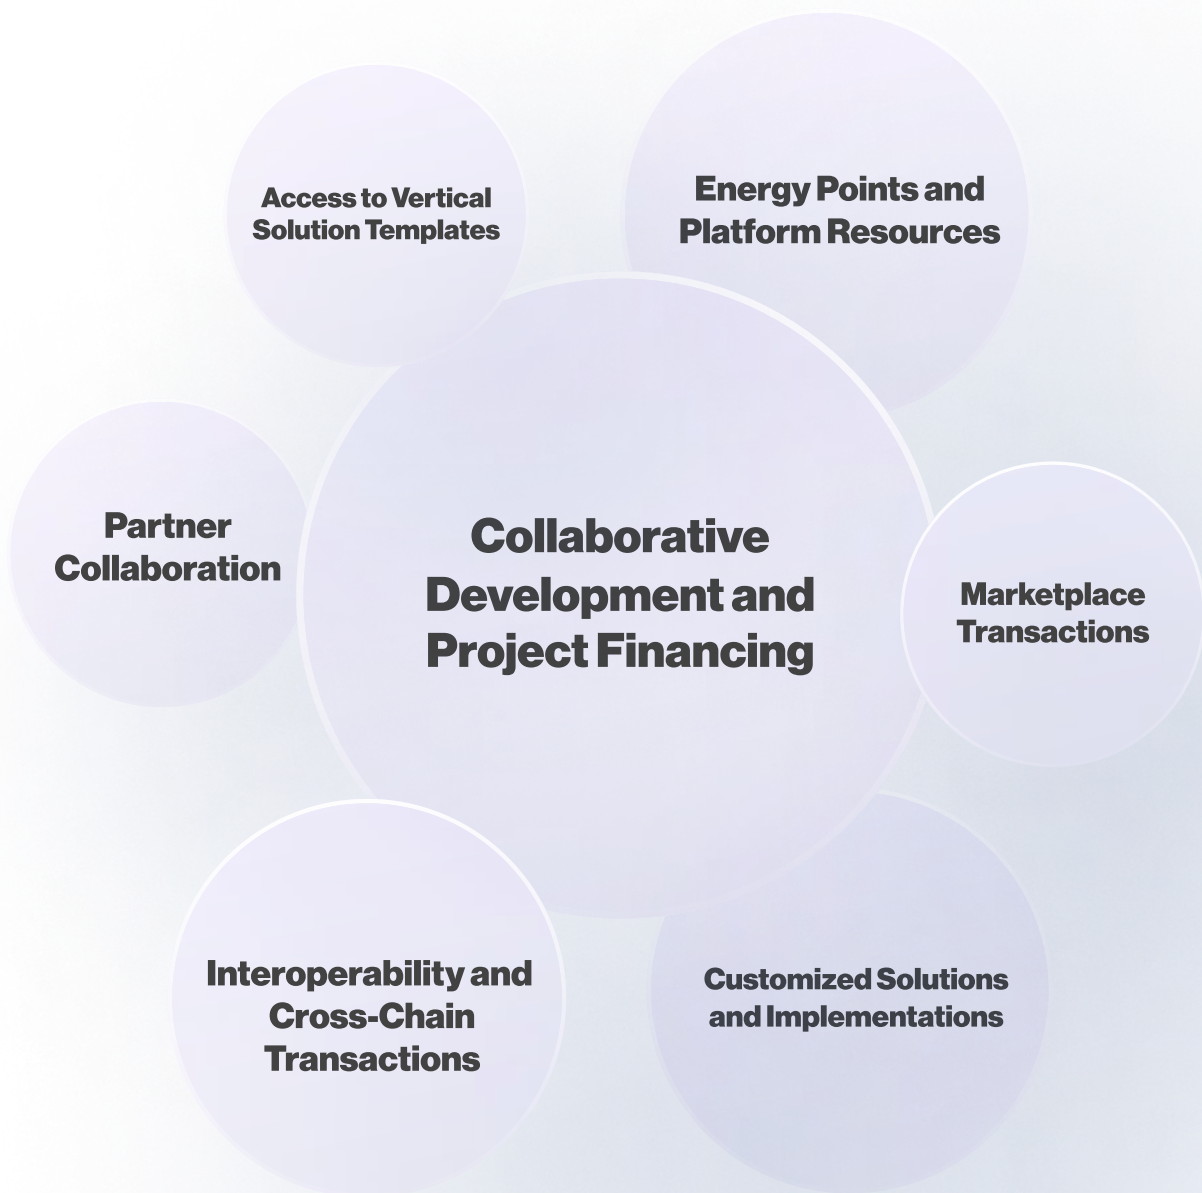 Access to Vertical
Solution Templates
Energy Points and
Platform Resources
Partner
Collaboration
Collaborative
Development and
Project Financing
Marketplace
Transactions
Interoperability and
Cross-Chain
Transactions
Customized Solutions
and Implementations